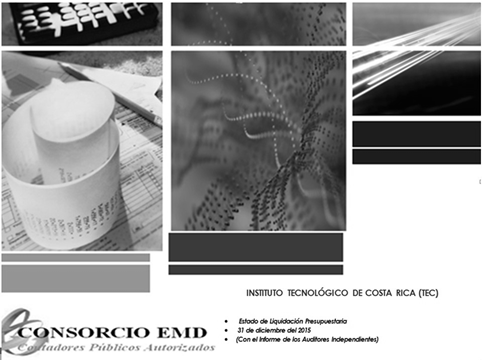 INSTITUTO TECNOLÓGICO DE COSTA RICA (TEC)
• Estado de Liquidación Presupuestaria
• 31 de diciembre del 2015
• (Con el Informe de los Auditores Independientes)
CONSORCIO EMD
Contadores Públicos Autorizados